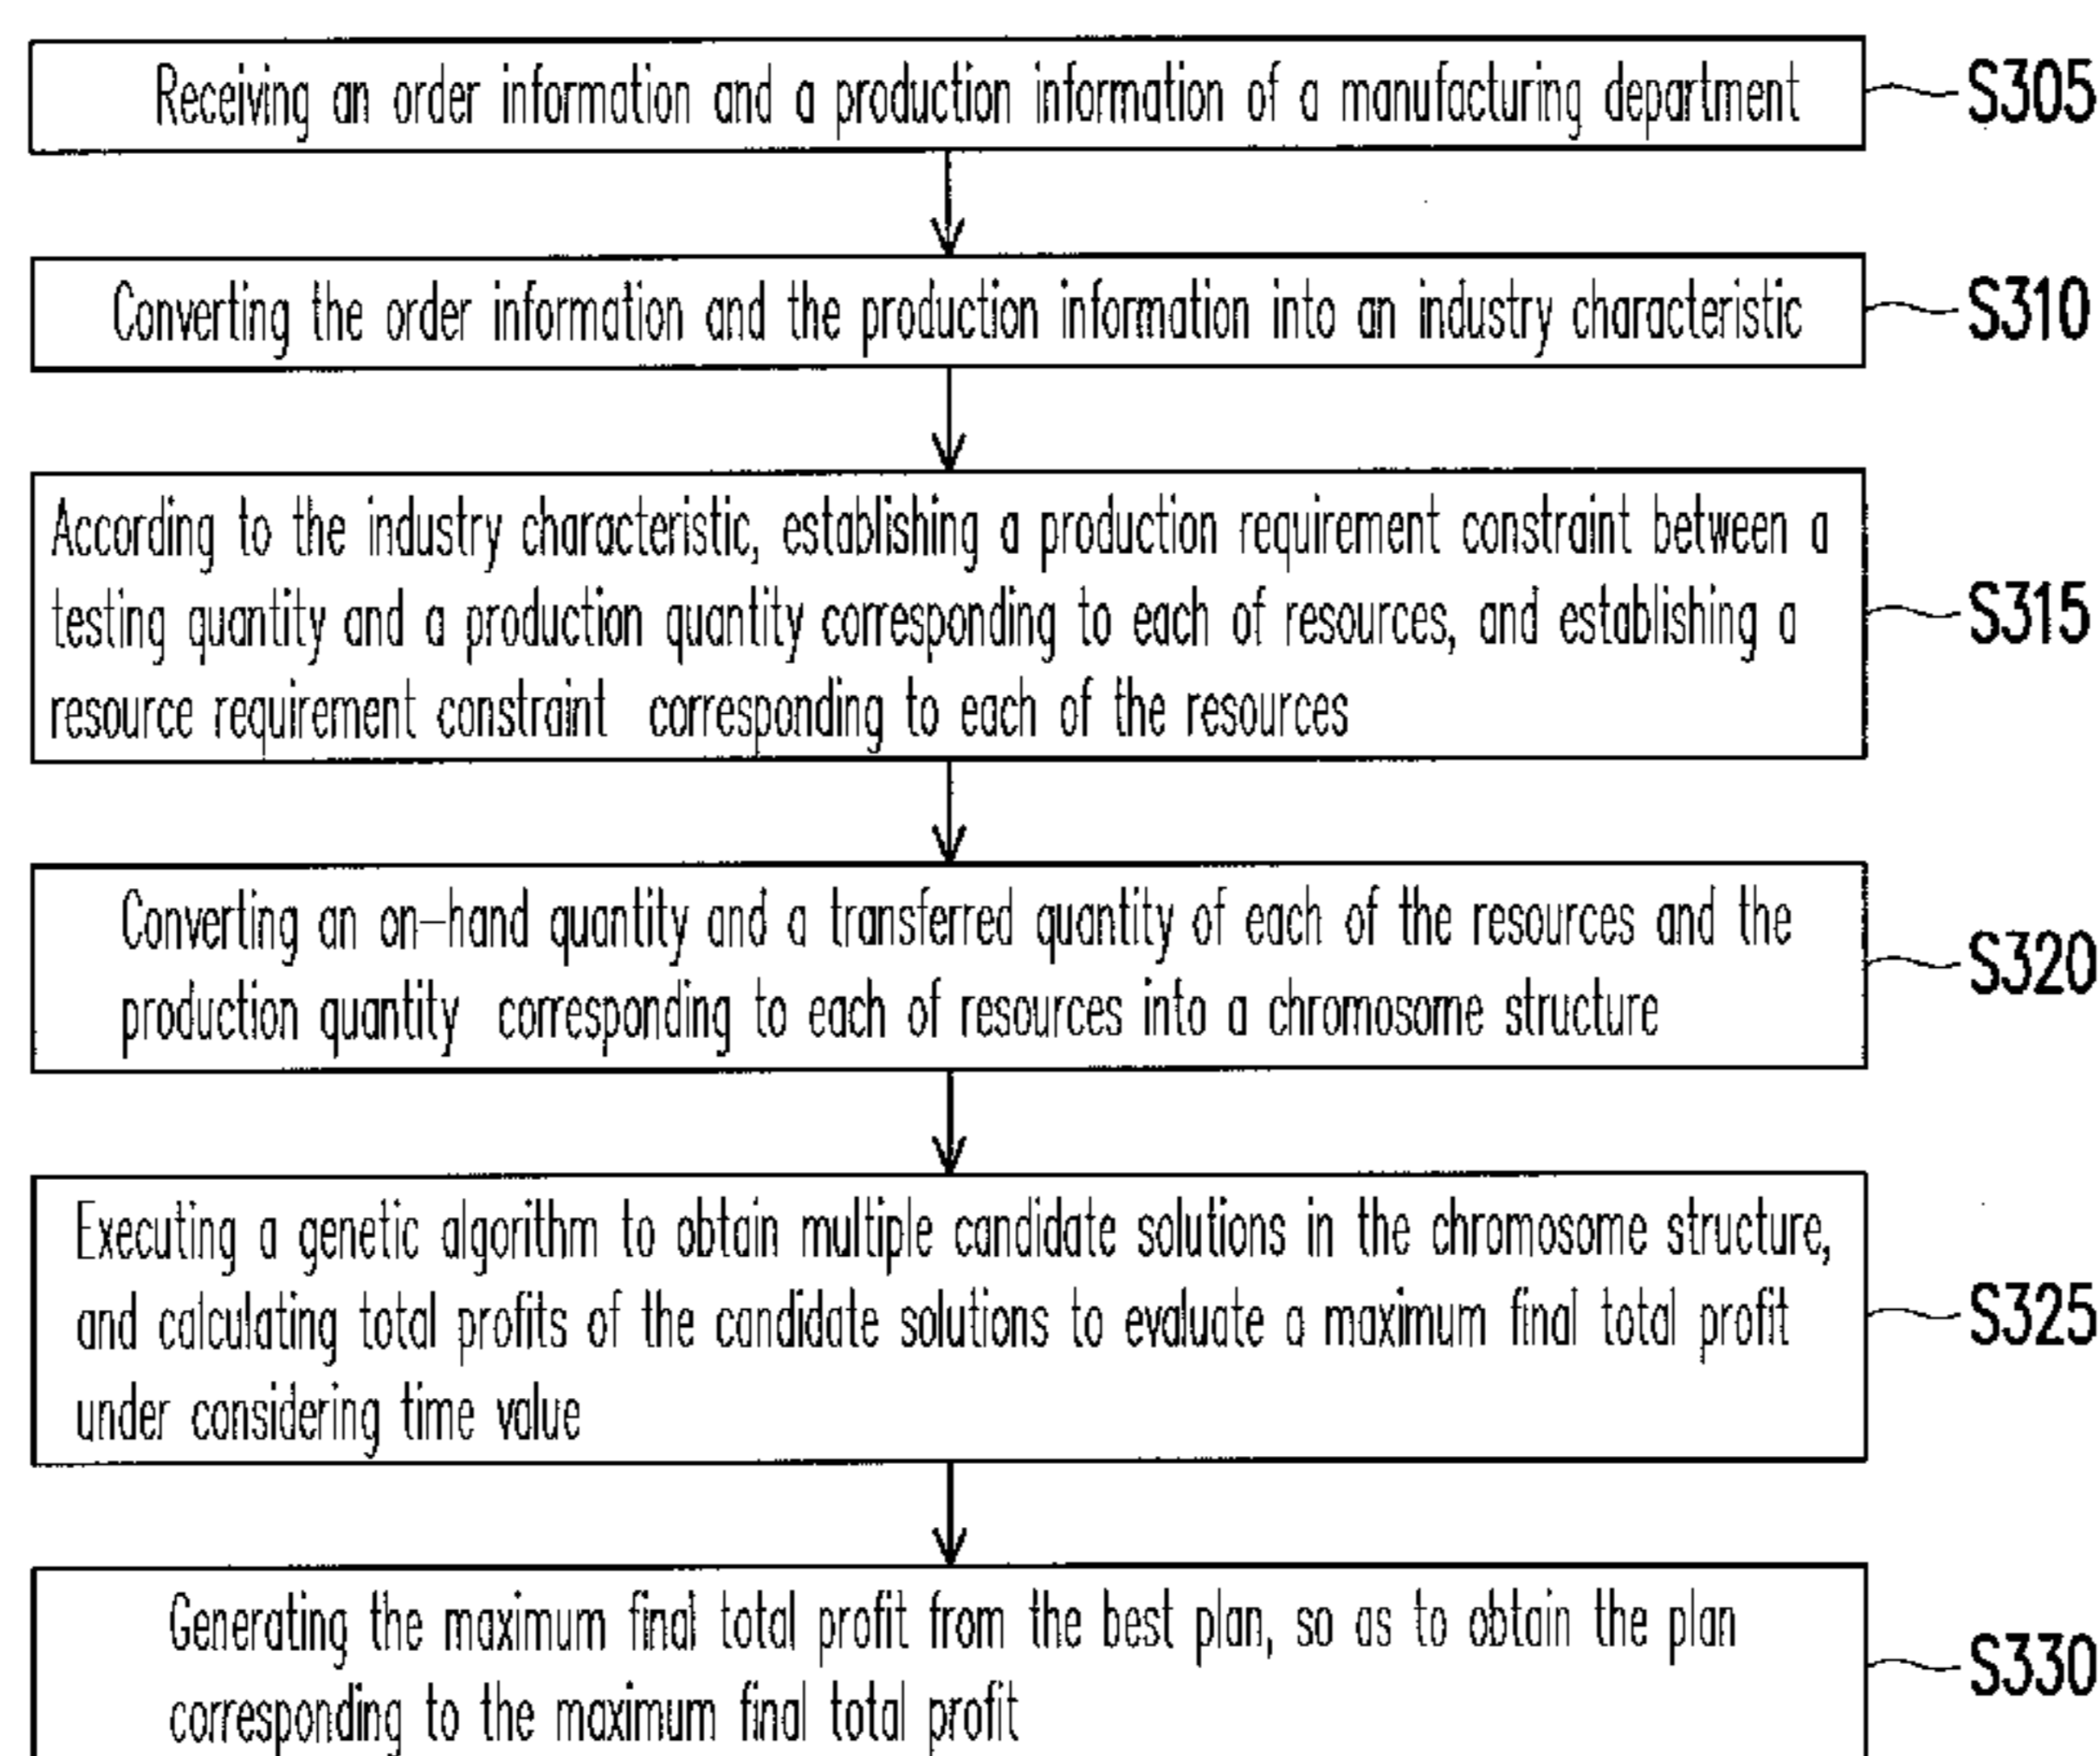 Receiving an order information and a production information of a manufacturing department
S305
Converting the order information and the production information into an industry characteristic
S310
According to the industry characteristic, establishing a production requirement constraint between a
testing quantity and a production quantity corresponding to each of resources, and establishing a
resource requirement constraint corresponding to each of the resources
S315
Converting an on-hand quantity and a transferred quantity of each of the resources and the
production quantity corresponding to each of resources into a chromosome structure
S320
Executing a genetic algorithm to obtain multiple candidate solutions in the chromosome structure,
and calculating total profits of the candidate solutions to evaluate a maximum final total profit
under considering time value
S325
Generating the maximum final total profit from the best plan, so as to obtain the plan
corresponding to the maximum final total profit
S330